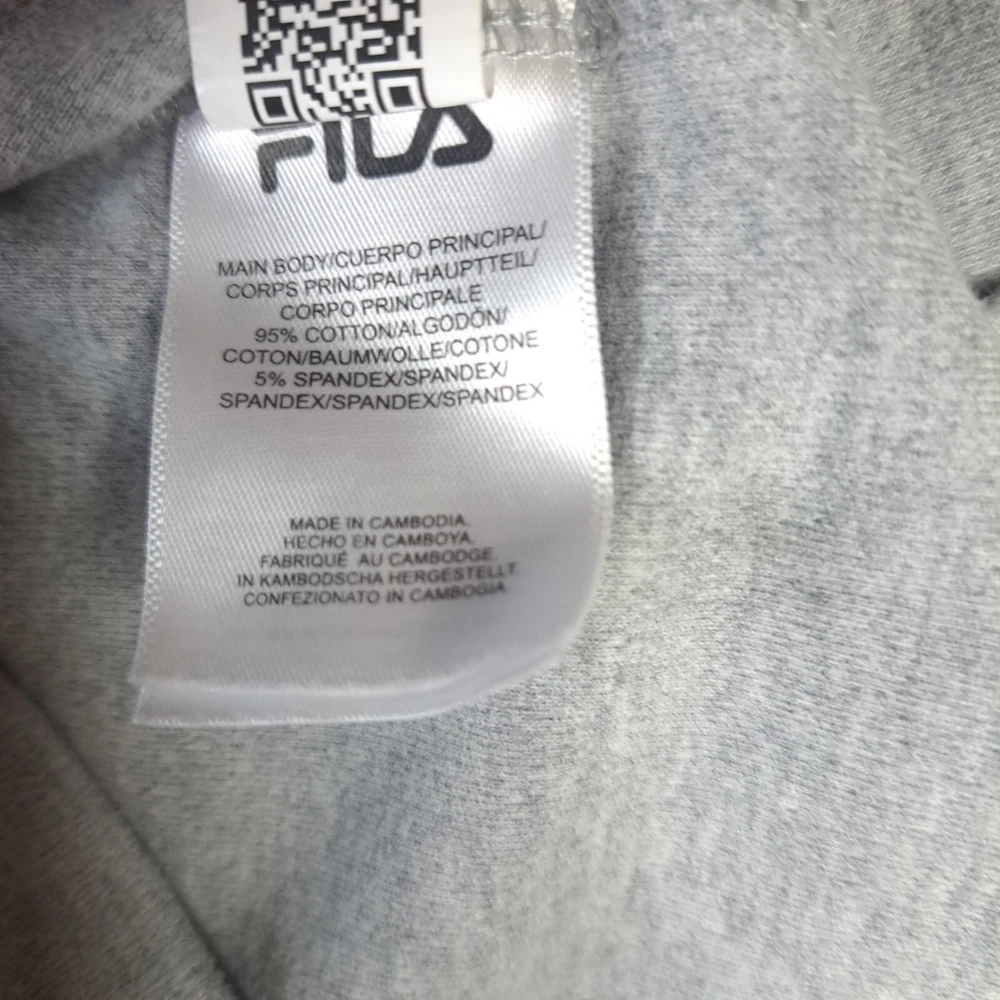 FILA
MAIN BODY/CUERPO PRINCIPAL/
CORPS PRINCIPAL/HAUPTTEIL/
CORPO PRINCIPALE
95% COTTON/ALGODÓN/
COTON/BAUMWOLLE/COTONE
5% SPANDEX/SPANDEX/
SPANDEX/SPANDEX/SPANDEX
MADE IN CAMBODIA.
HECHO EN CAMBOYA.
FABRIQUÉ AU CAMBODGE.
IN KAMBODSCHA HERGESTELLT.
CONFEZIONATO IN CAMBOGIA.